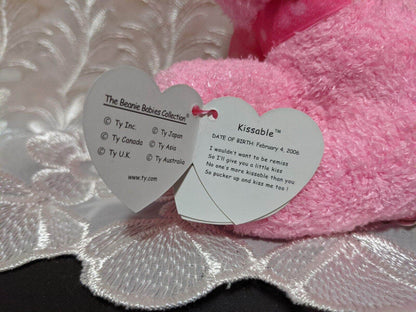 The Beanie Babies Collection®
© Ty Inc.
© Ty Canada
© Ty U.K
© Ty Japan
© Ty Asia
© Ty Australia
www.ty.com
Kissable™
DATE OF BIRTH: February 4, 2006
I wouldn't want to be remiss
So I'll give you a little kiss
No one's more kissable than you
So pucker up and kiss me too !